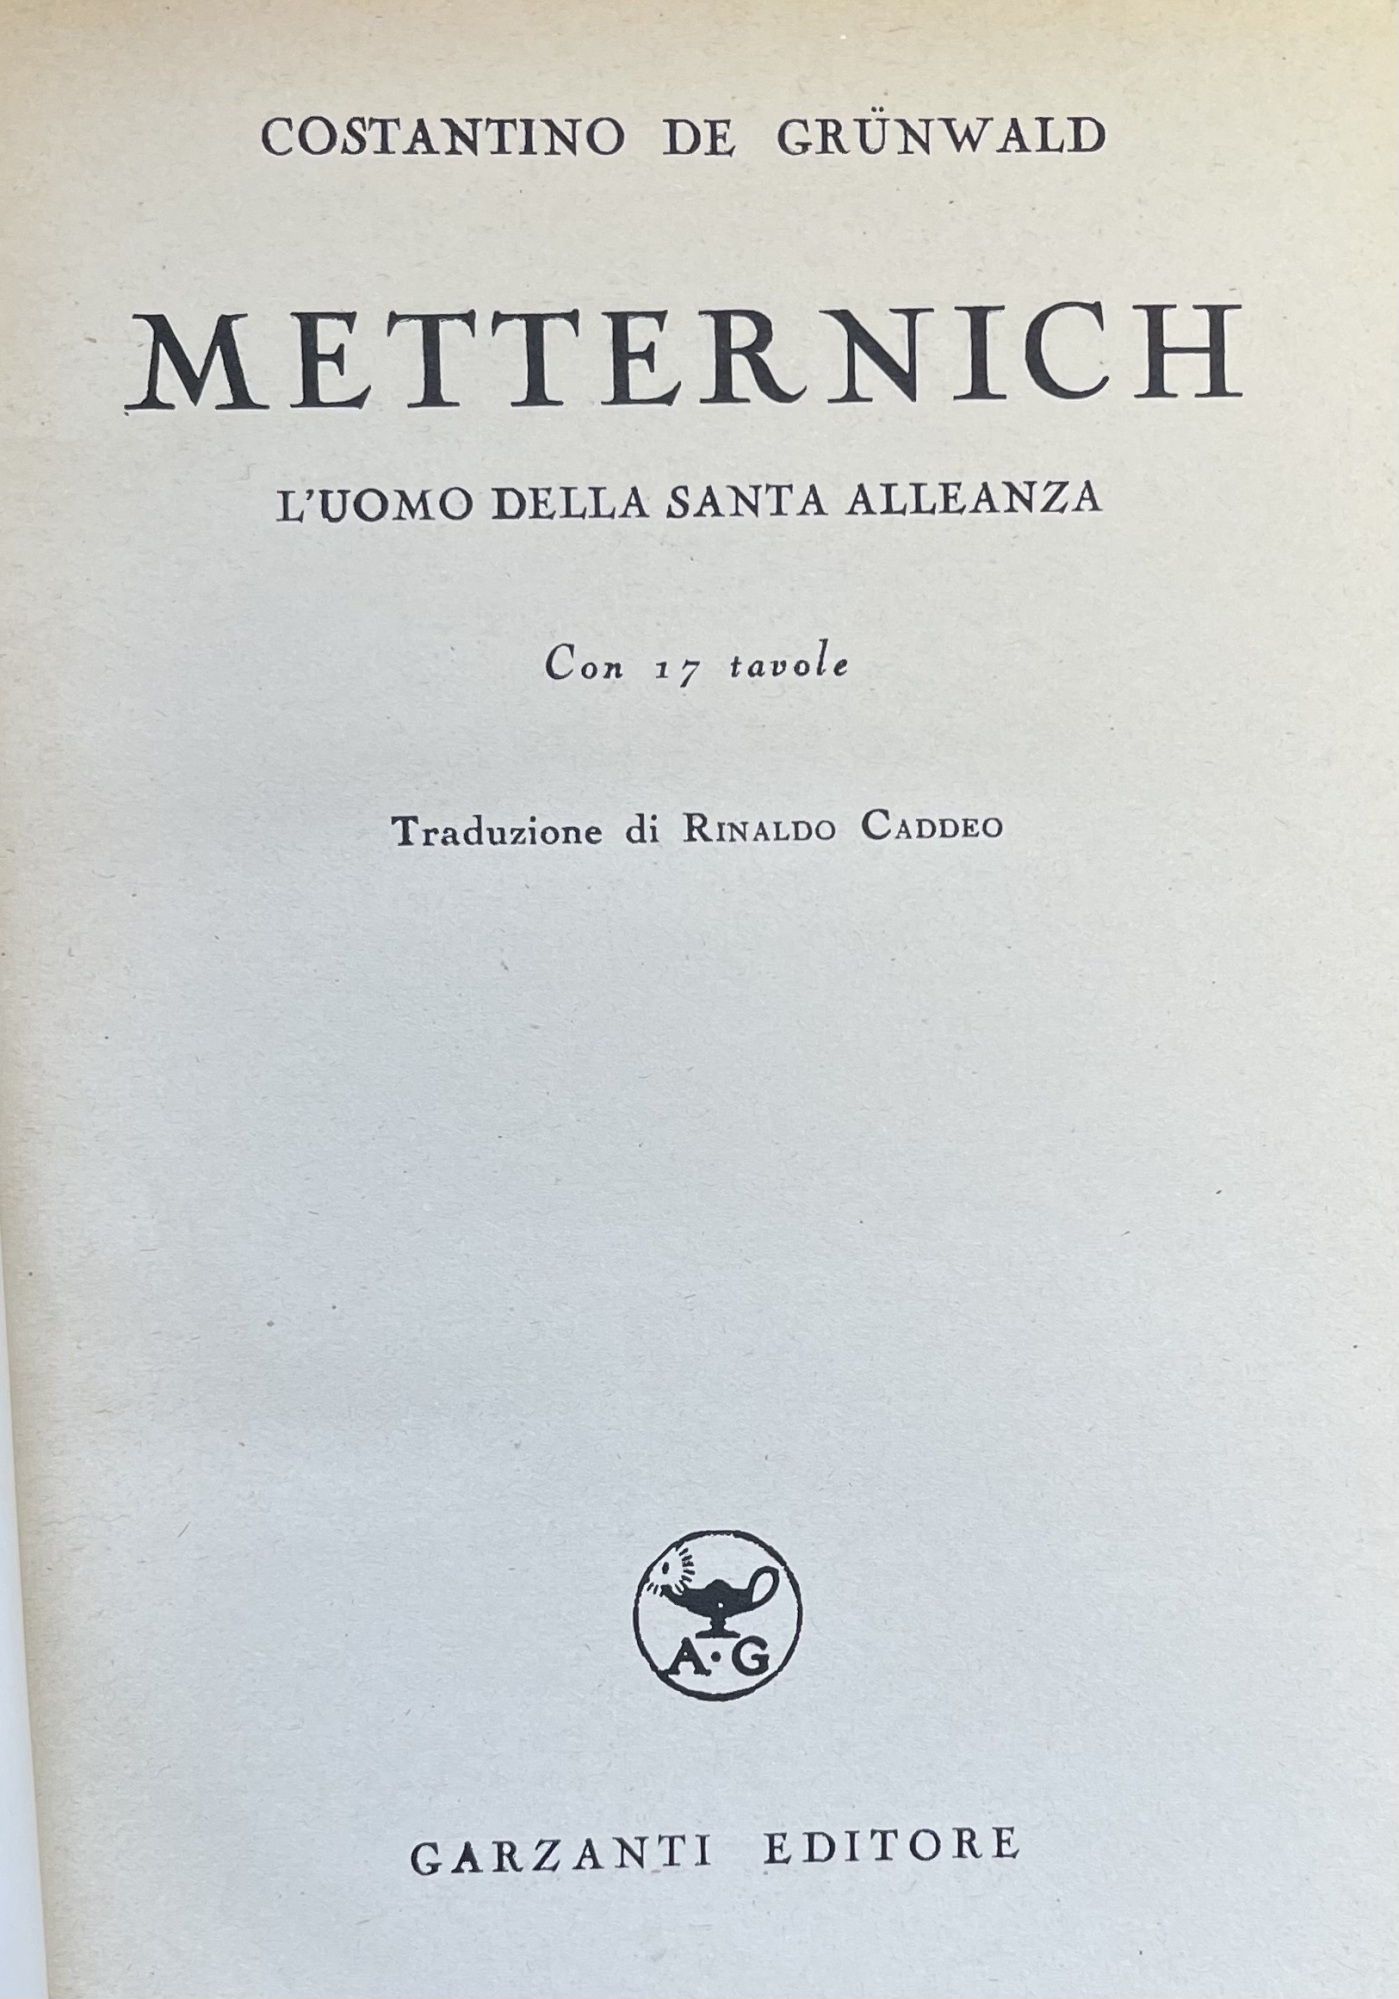 COSTANTINO DE GRÜNWALD
METTERNICH
L'UOMO DELLA SANTA ALLEANZA
Con 17 tavole
Traduzione di RINALDO CADDEO
A·G
GARZANTI EDITORE